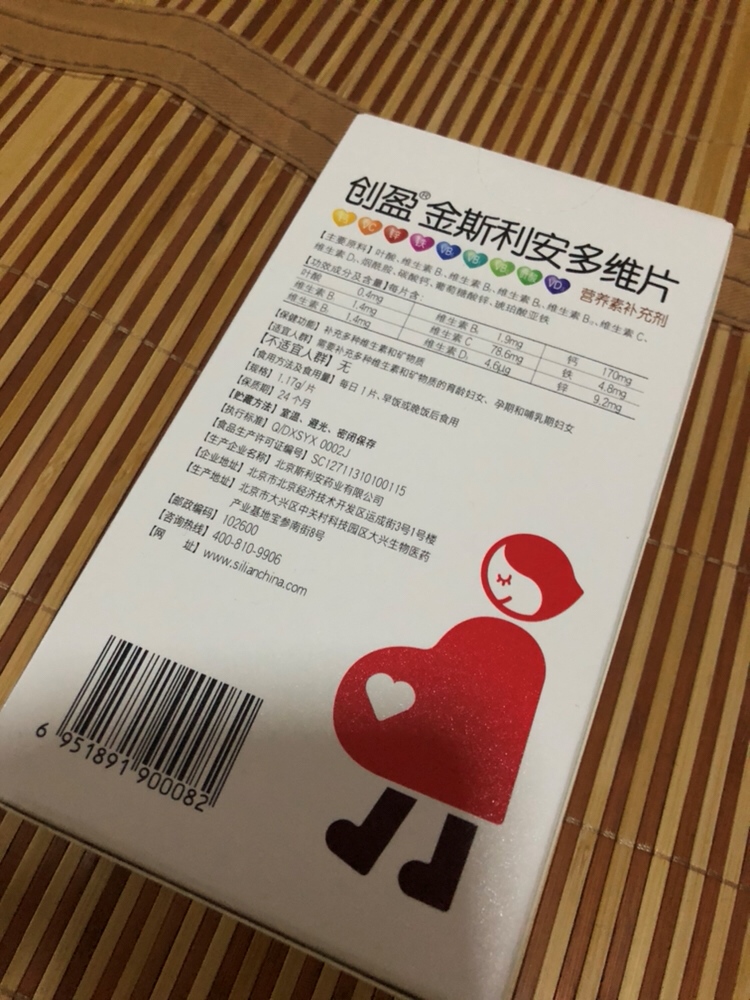 创盈®金斯利安多维片
营养素补充剂
【主要原料】叶酸、维生素B、维生素B、维生素B、维生素B、维生素C、
维生素D、烟酰胺、碳酸钙、葡萄糖酸锌、琥珀酸亚铁
【功效成分及含量】每片含:
叶酸 0.4mg 维生素B 1.9mg 钙 170mg
维生素B 1.4mg 维生素C 78.6mg 铁 4.8mg
维生素B 1.4mg 维生素D 4.6μg 锌 9.2mg
【保健功能】补充多种维生素和矿物质
【适宜人群】需要补充多种维生素和矿物质的育龄妇女、孕期和哺乳期妇女
【不适宜人群】无
【食用方法及食用量】每日1片、早饭或晚饭后食用
【规格】1.17g/片
【保质期】24个月
【贮藏方法】室温、避光、密闭保存
【执行标准】Q/DXSYX 0002J
【食品生产许可证编号】SC12711310100115
【生产企业名称】北京斯利安药业有限公司
【企业地址】北京市北京经济技术开发区运成街3号1号楼
【生产地址】北京市大兴区中关村科技园区大兴生物医药
产业基地宝参南街8号
【邮政编码】102600
【咨询热线】400-810-9906
【网 址】www.silianchina.com
6 951891 900082